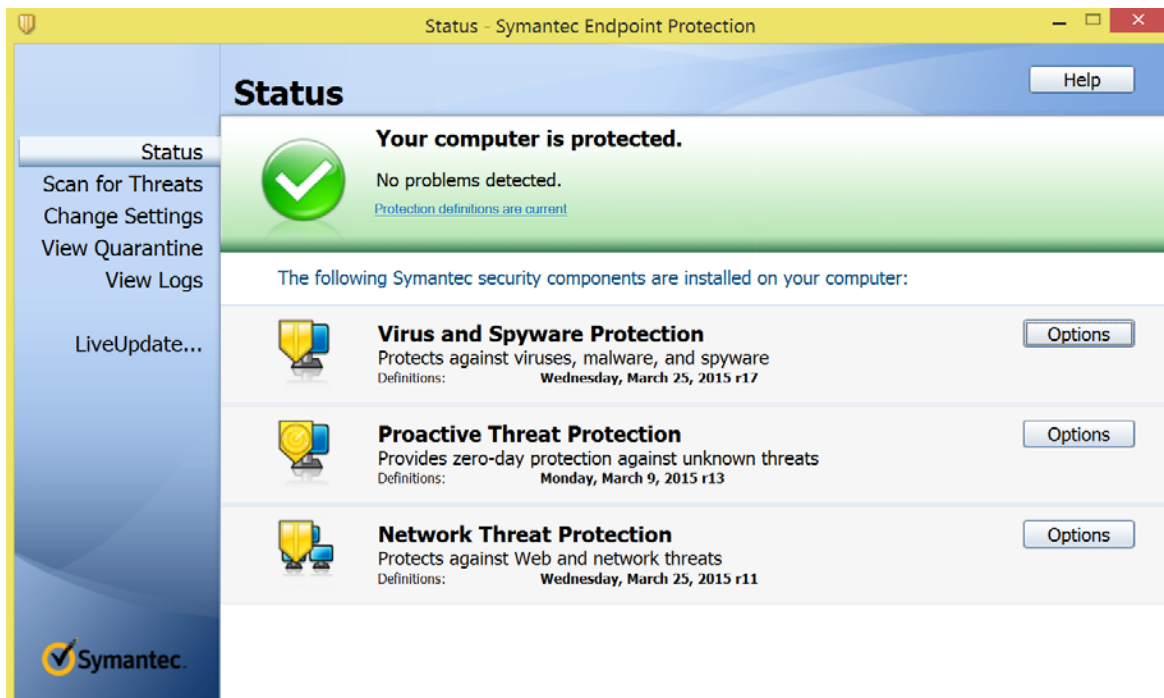 Status - Symantec Endpoint Protection
Status
Help
Status
Scan for Threats
Change Settings
View Quarantine
View Logs
LiveUpdate...
Your computer is protected.
No problems detected.
Protection definitions are current
The following Symantec security components are installed on your computer:
Virus and Spyware Protection
Options
Protects against viruses, malware, and spyware
Definitions: Wednesday, March 25, 2015 r17
Proactive Threat Protection
Options
Provides zero-day protection against unknown threats
Definitions: Monday, March 9, 2015 r13
Network Threat Protection
Options
Protects against Web and network threats
Definitions: Wednesday, March 25, 2015 r11
Symantec.